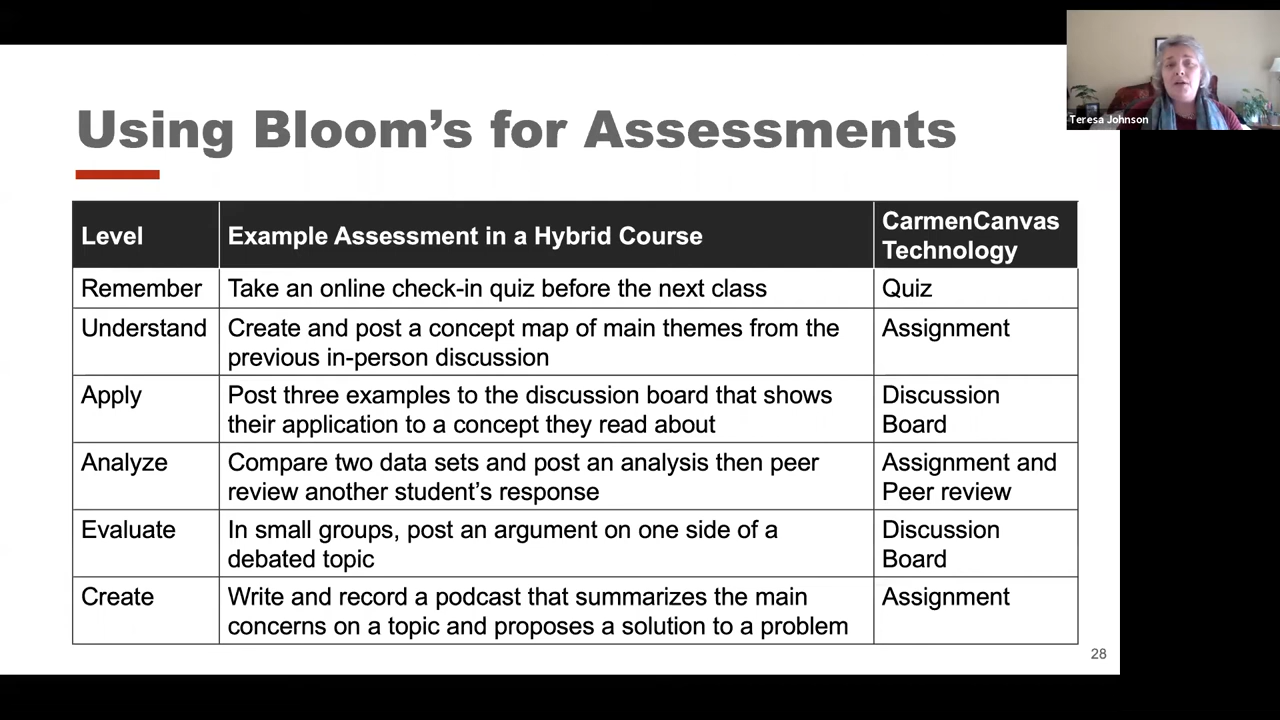 Teresa Johnson
Using Bloom's for Assessments
Level
Example Assessment in a Hybrid Course
CarmenCanvas
Technology
Remember
Take an online check-in quiz before the next class
Quiz
Understand
Create and post a concept map of main themes from the
previous in-person discussion
Assignment
Apply
Post three examples to the discussion board that shows
their application to a concept they read about
Discussion
Board
Analyze
Compare two data sets and post an analysis then peer
review another student's response
Assignment and
Peer review
Evaluate
In small groups, post an argument on one side of a
debated topic
Discussion
Board
Create
Write and record a podcast that summarizes the main
concerns on a topic and proposes a solution to a problem
Assignment
28